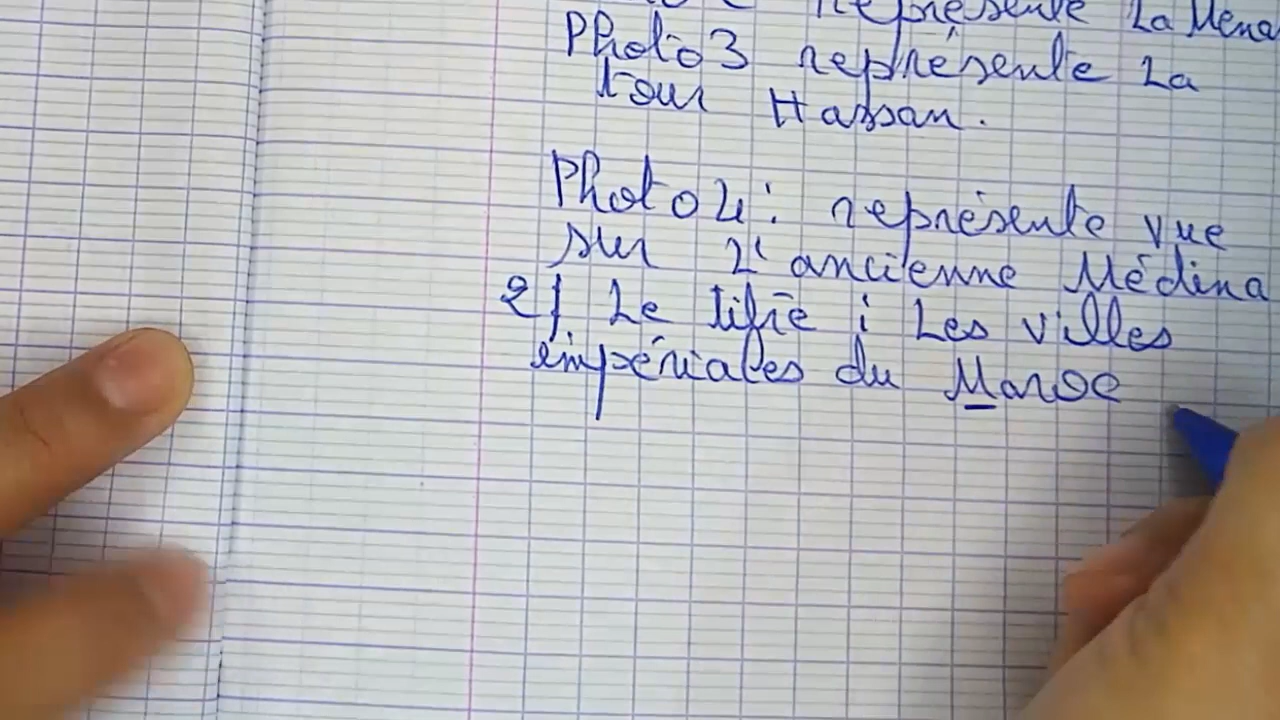 représente La Ména
Photo 3 représente La
tour Hassan.
Photo 4 : représente vue
sur L'ancienne Médina
2/. Le titre : Les villes
impériales du Maroc